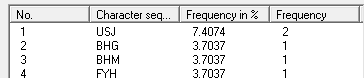 No. Character seq... Frequency in % Frequency
1 USJ 7.4074 2
2 BHG 3.7037 1
3 BHM 3.7037 1
4 FYH 3.7037 1